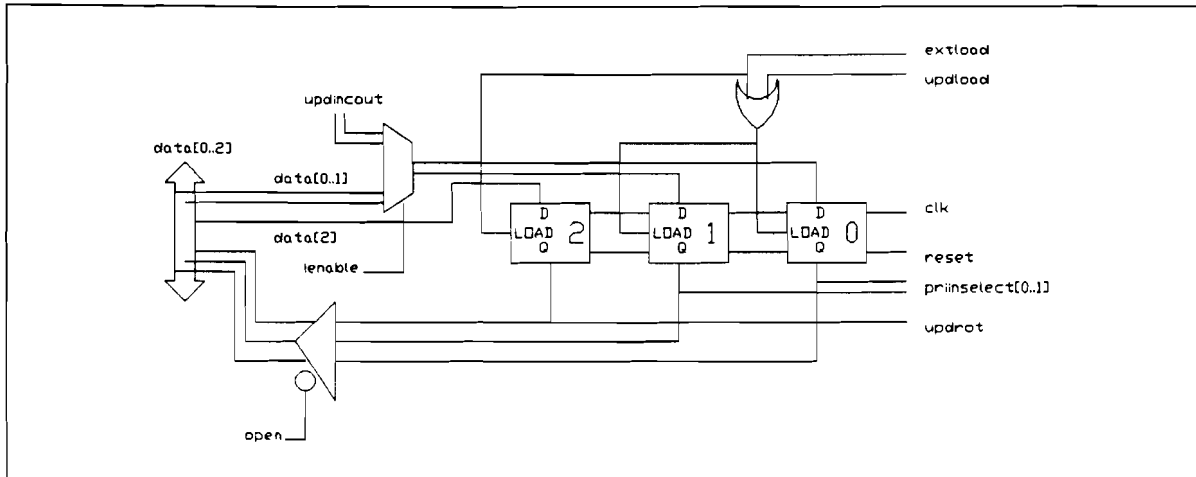 extload
updload
updincout
data[0..2]
data[0..1]
data[2]
D
LOAD 2
Q
D
LOAD 1
Q
D
LOAD 0
Q
clk
reset
ienable
priinselect[0..1]
updrot
open